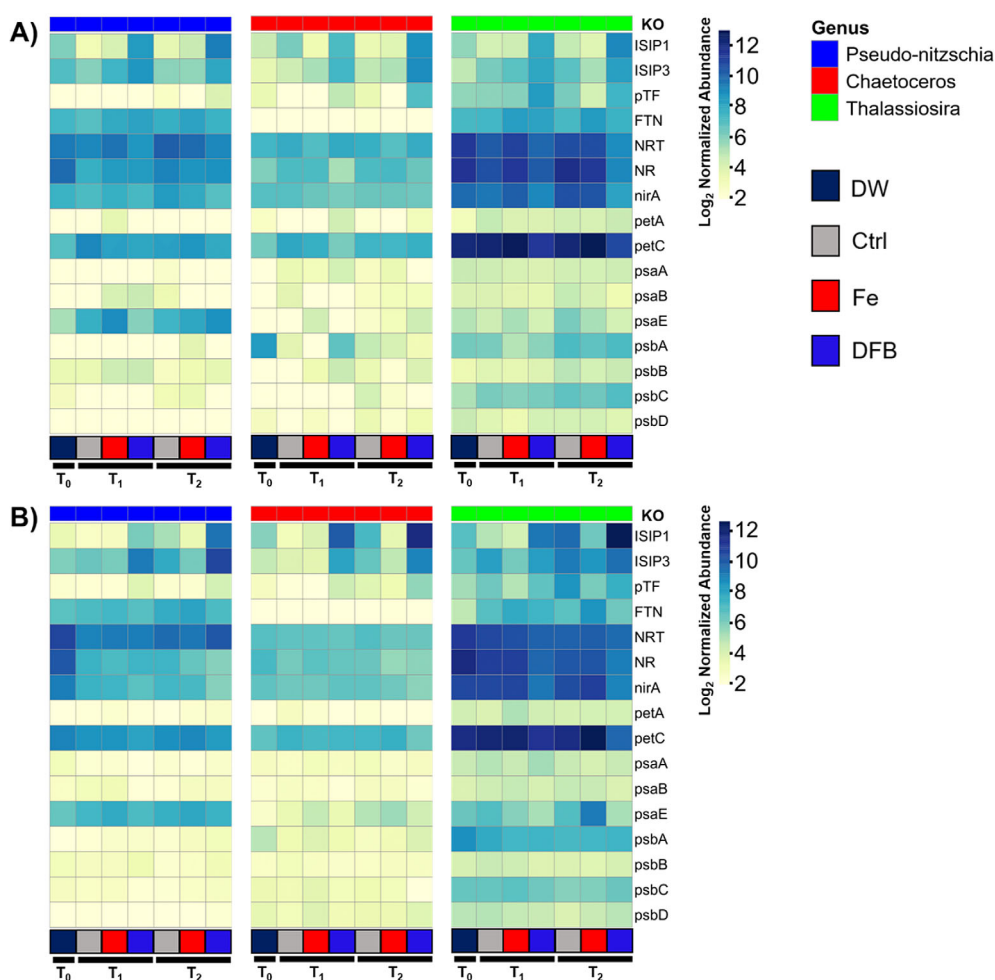 A)
KO
ISIP1
ISIP3
pTF
FTN
NRT
NR
nirA
petA
petC
psaA
psaB
psaE
psbA
psbB
psbC
psbD
T0 T1 T2 T0 T1 T2 T0 T1 T2
Log2 Normalized Abundance
12
10
8
6
4
2
Genus
Pseudo-nitzschia
Chaetoceros
Thalassiosira
DW
Ctrl
Fe
DFB
B)
KO
ISIP1
ISIP3
pTF
FTN
NRT
NR
nirA
petA
petC
psaA
psaB
psaE
psbA
psbB
psbC
psbD
T0 T1 T2 T0 T1 T2 T0 T1 T2
Log2 Normalized Abundance
12
10
8
6
4
2